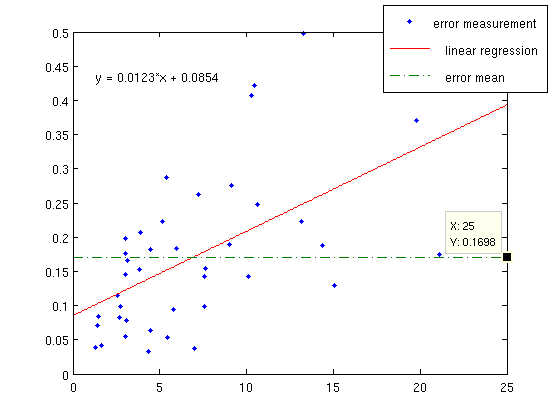 error measurement
linear regression
error mean
y = 0.0123*x + 0.0854
X: 25
Y: 0.1698
0.5
0.45
0.4
0.35
0.3
0.25
0.2
0.15
0.1
0.05
0
0 5 10 15 20 25